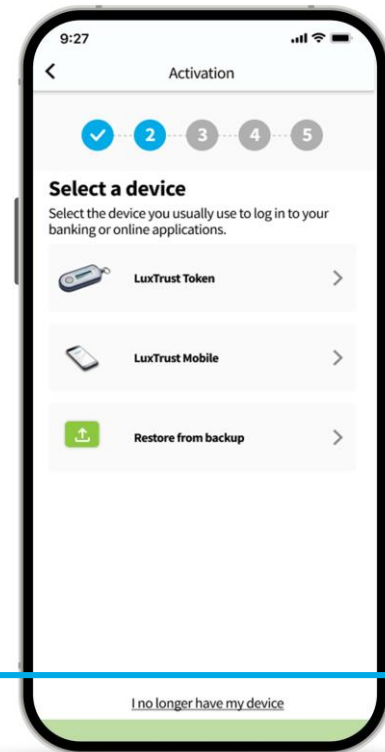 9:27
Activation
2 3 4 5
Select a device
Select the device you usually use to log in to your
banking or online applications.
LuxTrust Token
LuxTrust Mobile
Restore from backup
I no longer have my device